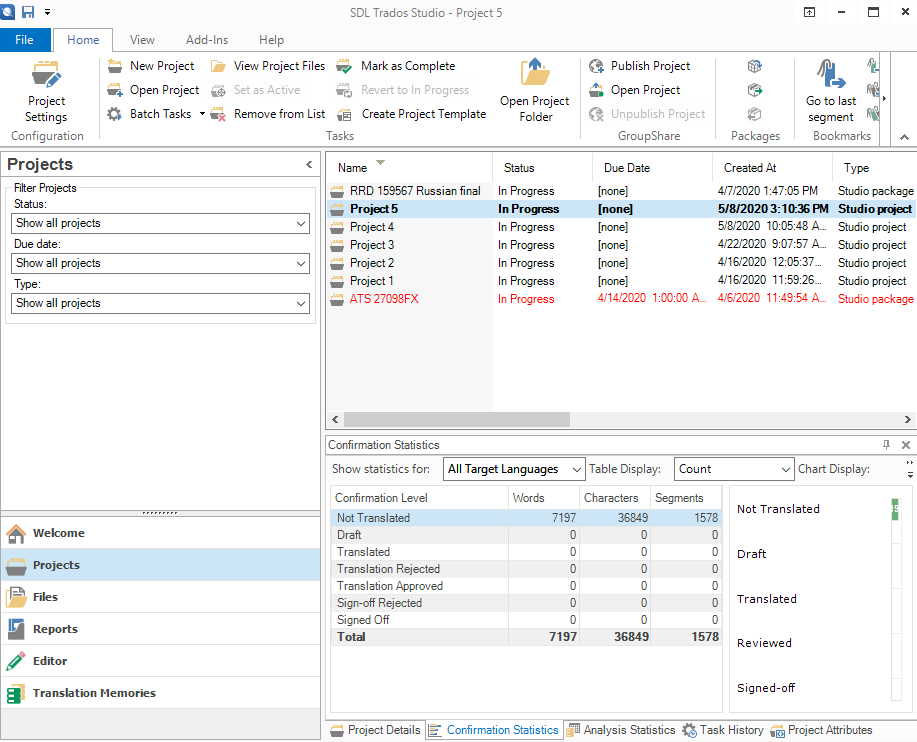 SDL Trados Studio - Project 5
File Home View Add-Ins Help
New Project View Project Files Mark as Complete Publish Project
Open Project Set as Active Revert to In Progress Open Project
Batch Tasks Remove from List Create Project Template Unpublish Project
Project Settings
Open Project Folder
Go to last segment
Configuration Tasks GroupShare Packages Bookmarks
Projects
Filter Projects
Status:
Show all projects
Due date:
Show all projects
Type:
Show all projects
Welcome
Projects
Files
Reports
Editor
Translation Memories
Name Status Due Date Created At Type
RRD 159567 Russian final In Progress [none] 4/7/2020 1:47:05 PM Studio package
Project 5 In Progress [none] 5/8/2020 3:10:36 PM Studio project
Project 4 In Progress [none] 5/8/2020 10:05:48 A... Studio project
Project 3 In Progress [none] 4/22/2020 9:07:57 A... Studio project
Project 2 In Progress [none] 4/16/2020 12:05:37... Studio project
Project 1 In Progress [none] 4/16/2020 11:59:26... Studio project
ATS 27098FX In Progress 4/14/2020 1:00:00 A... 4/6/2020 11:49:54 A... Studio package
Confirmation Statistics
Show statistics for: All Target Languages Table Display: Count Chart Display:
Confirmation Level Words Characters Segments
Not Translated 7197 36849 1578
Draft 0 0 0
Translated 0 0 0
Translation Rejected 0 0 0
Translation Approved 0 0 0
Sign-off Rejected 0 0 0
Signed Off 0 0 0
Total 7197 36849 1578
Not Translated
Draft
Translated
Reviewed
Signed-off
Project Details Confirmation Statistics Analysis Statistics Task History Project Attributes